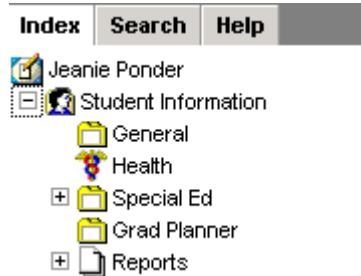 Index Search Help
Jeanie Ponder
Student Information
General
Health
Special Ed
Grad Planner
Reports